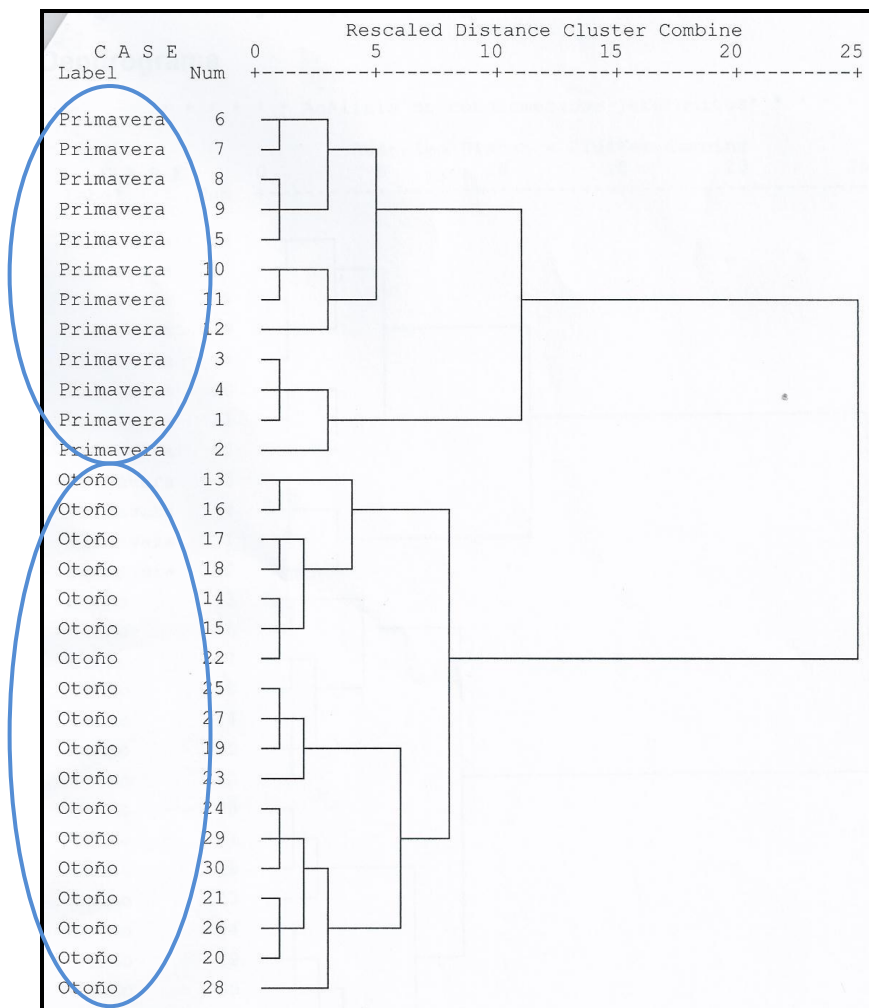 Rescaled Distance Cluster Combine
C A S E 0 5 10 15 20 25
Label Num +---------+---------+---------+---------+---------+
Primavera 6
Primavera 7
Primavera 8
Primavera 9
Primavera 5
Primavera 10
Primavera 11
Primavera 12
Primavera 3
Primavera 4
Primavera 1
Primavera 2
Otoño 13
Otoño 16
Otoño 17
Otoño 18
Otoño 14
Otoño 15
Otoño 22
Otoño 25
Otoño 27
Otoño 19
Otoño 23
Otoño 24
Otoño 29
Otoño 30
Otoño 21
Otoño 26
Otoño 20
Otoño 28